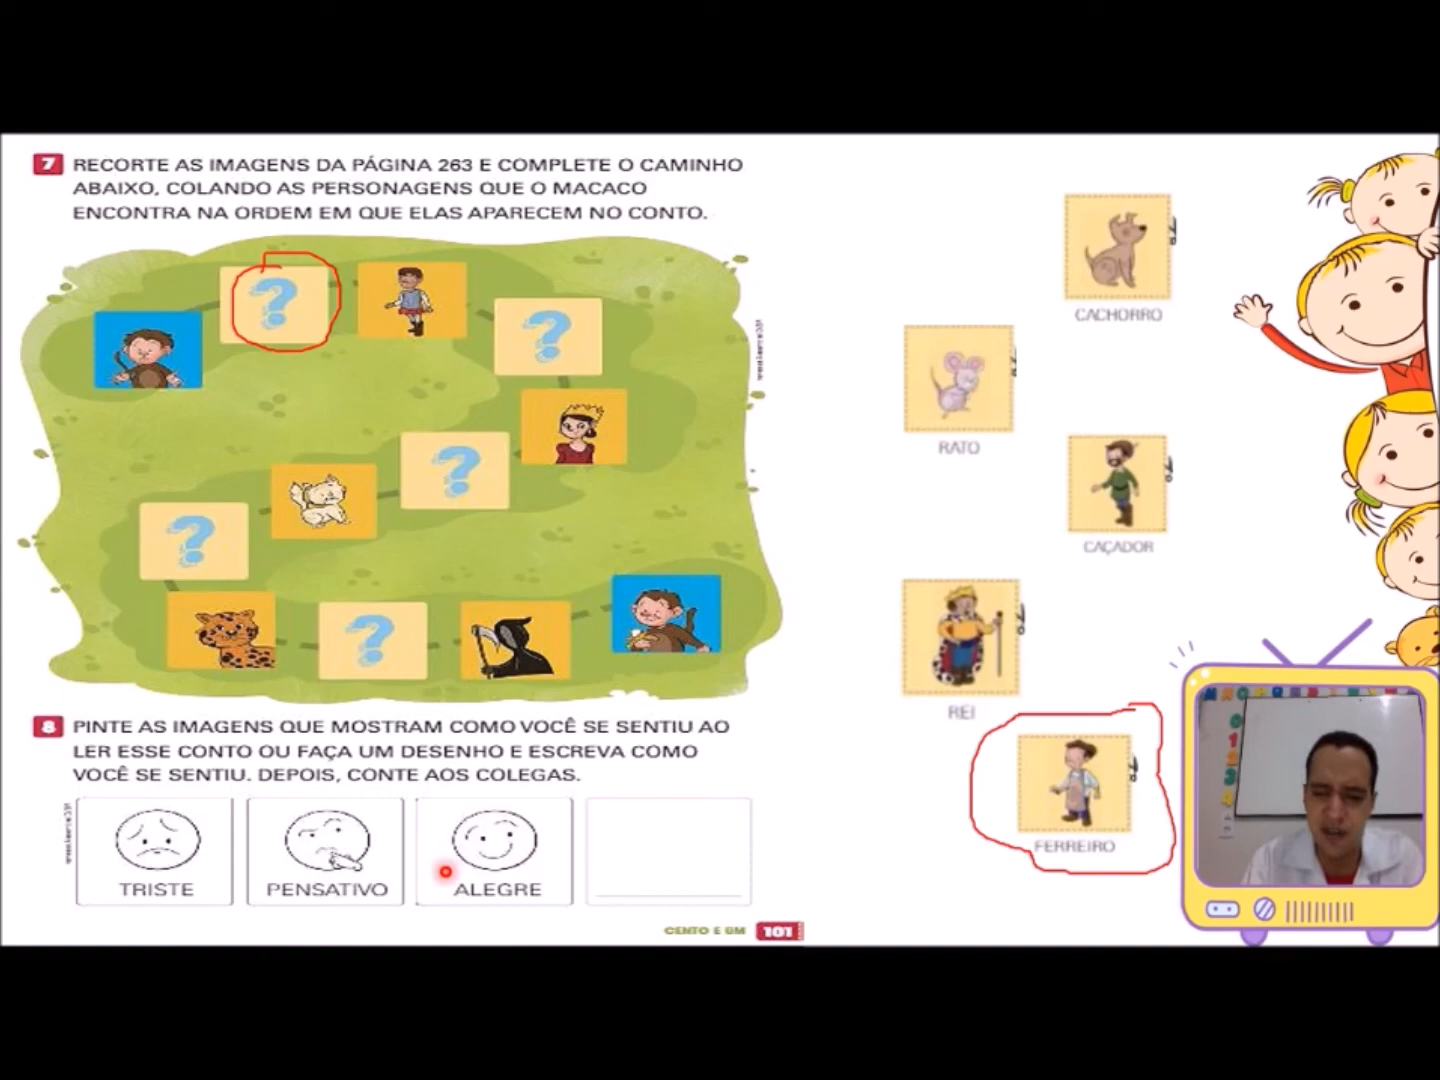 7 RECORTE AS IMAGENS DA PÁGINA 263 E COMPLETE O CAMINHO
ABAIXO, COLANDO AS PERSONAGENS QUE O MACACO
ENCONTRA NA ORDEM EM QUE ELAS APARECEM NO CONTO.
?
?
?
?
?
8 PINTE AS IMAGENS QUE MOSTRAM COMO VOCÊ SE SENTIU AO
LER ESSE CONTO OU FAÇA UM DESENHO E ESCREVA COMO
VOCÊ SE SENTIU. DEPOIS, CONTE AOS COLEGAS.
TRISTE
PENSATIVO
ALEGRE
CENTO E UM 101
CACHORRO
RATO
CAÇADOR
REI
FERREIRO